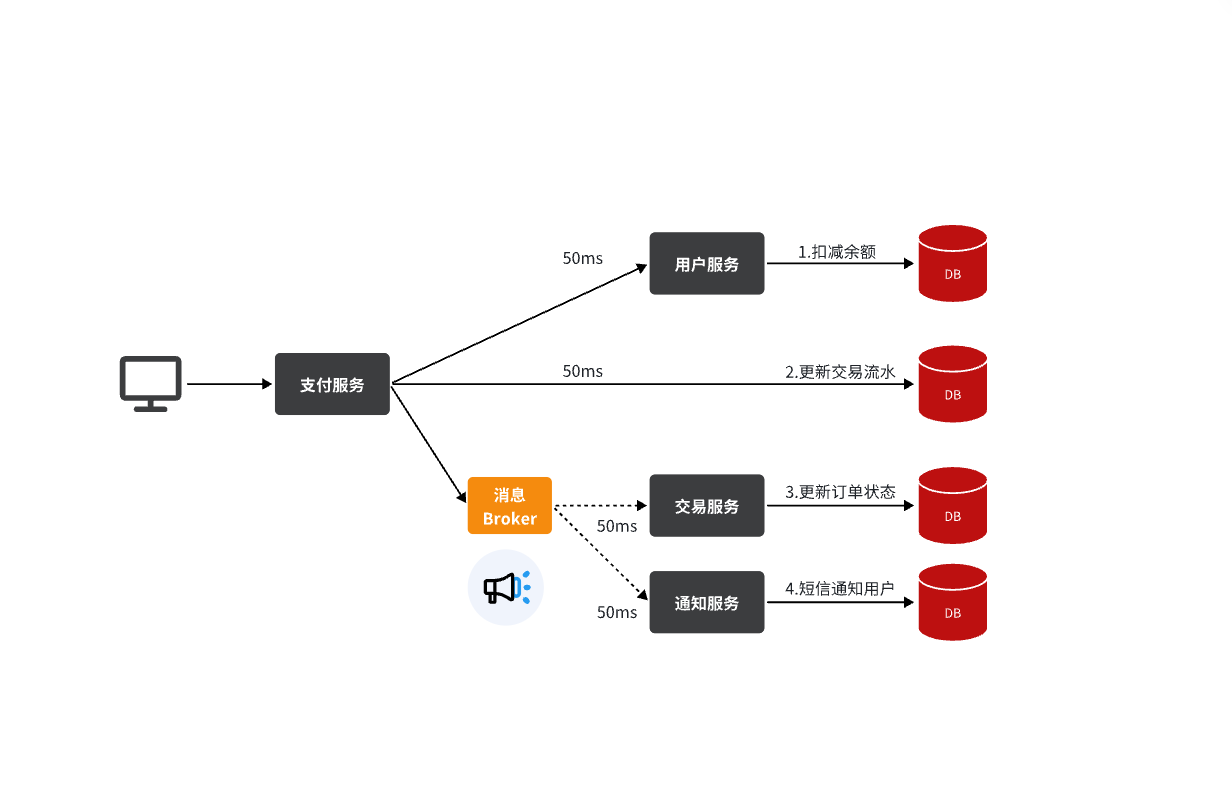 50ms
用户服务
1.扣减余额
DB
支付服务
50ms
2.更新交易流水
DB
消息
Broker
50ms
交易服务
3.更新订单状态
DB
50ms
通知服务
4.短信通知用户
DB